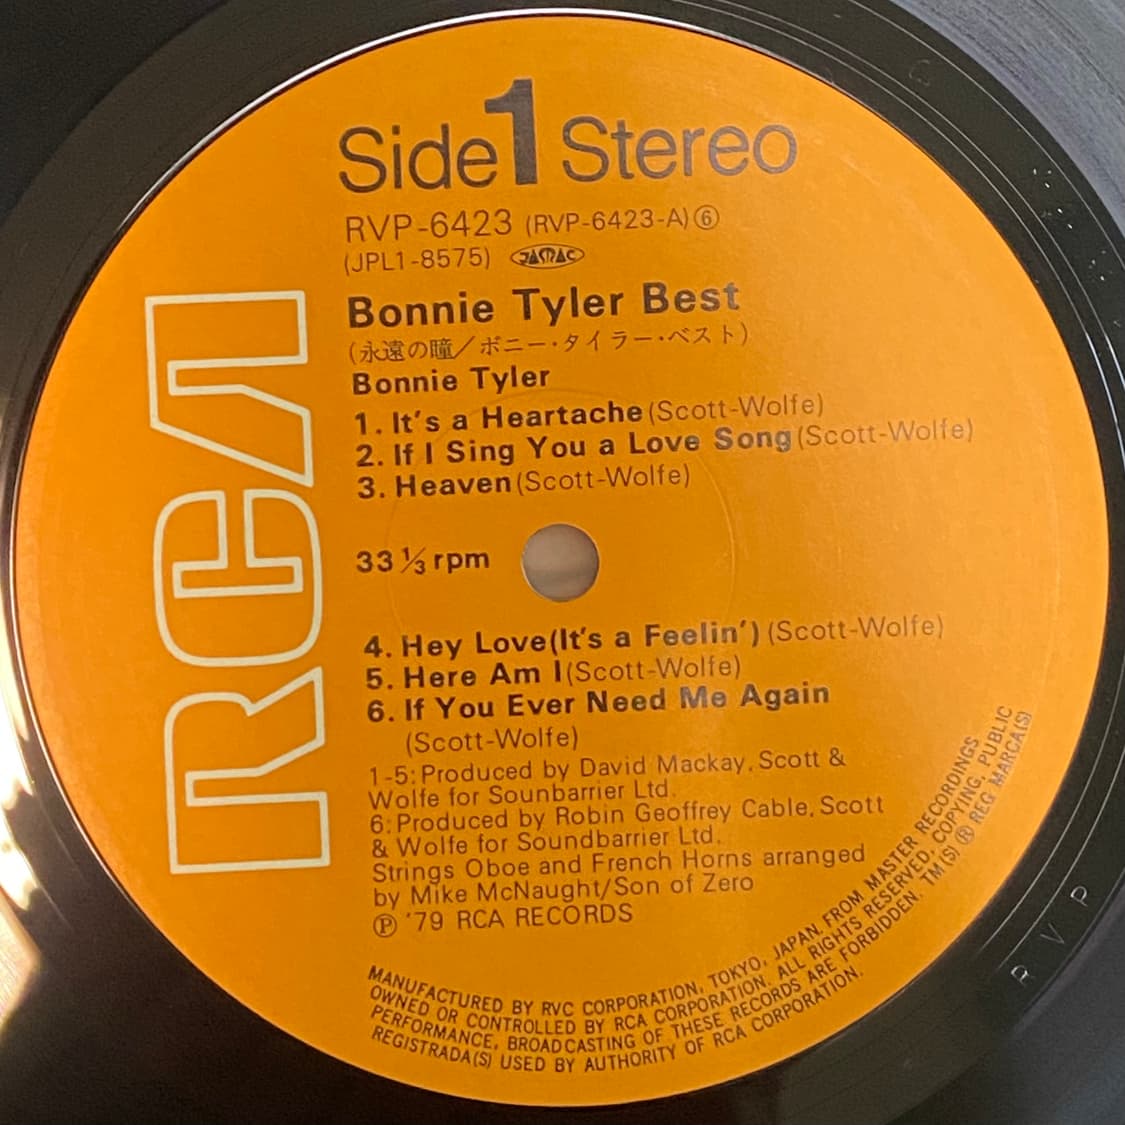 Side 1 Stereo
RVP-6423 (RVP-6423-A)⑥
(JPL1-8575) JASRAC
Bonnie Tyler Best
(永遠の瞳／ボニー・タイラー・ベスト)
Bonnie Tyler
1. It's a Heartache (Scott-Wolfe)
2. If I Sing You a Love Song (Scott-Wolfe)
3. Heaven (Scott-Wolfe)
33 ⅓ rpm
4. Hey Love(It's a Feelin') (Scott-Wolfe)
5. Here Am I (Scott-Wolfe)
6. If You Ever Need Me Again
(Scott-Wolfe)
1-5: Produced by David Mackay, Scott &
Wolfe for Sounbarrier Ltd.
6: Produced by Robin Geoffrey Cable, Scott
& Wolfe for Soundbarrier Ltd.
Strings Oboe and French Horns arranged
by Mike McNaught/Son of Zero
℗ '79 RCA RECORDS
MANUFACTURED BY RVC CORPORATION, TOKYO, JAPAN, FROM MASTER RECORDINGS
OWNED OR CONTROLLED BY RCA CORPORATION. ALL RIGHTS RESERVED, COPYING, PUBLIC
PERFORMANCE, BROADCASTING OF THESE RECORDS ARE FORBIDDEN. TM(S) ® REG MARCA(S)
REGISTRADA(S) USED BY AUTHORITY OF RCA CORPORATION.
RCA
RVP